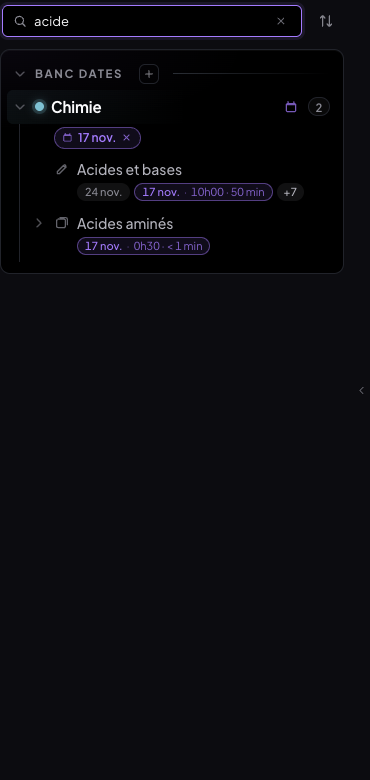 acide
BANC DATES
Chimie 2
17 nov.
Acides et bases
24 nov. 17 nov. · 10h00 · 50 min +7
Acides aminés
17 nov. · 0h30 · < 1 min